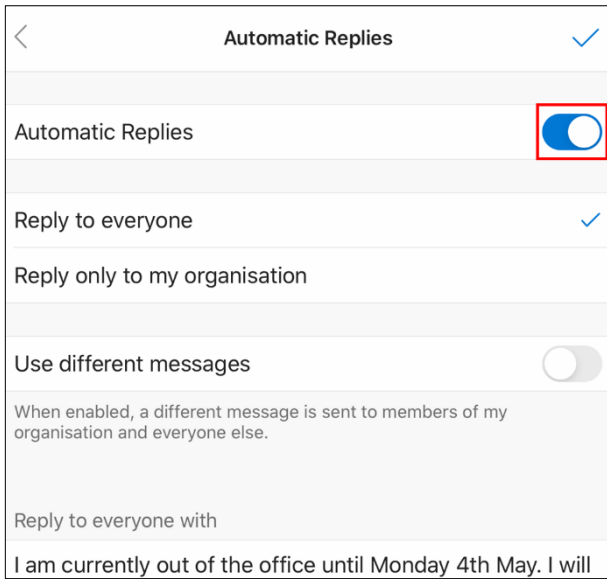 Automatic Replies
Automatic Replies
Reply to everyone
Reply only to my organisation
Use different messages
When enabled, a different message is sent to members of my
organisation and everyone else.
Reply to everyone with
I am currently out of the office until Monday 4th May. I will